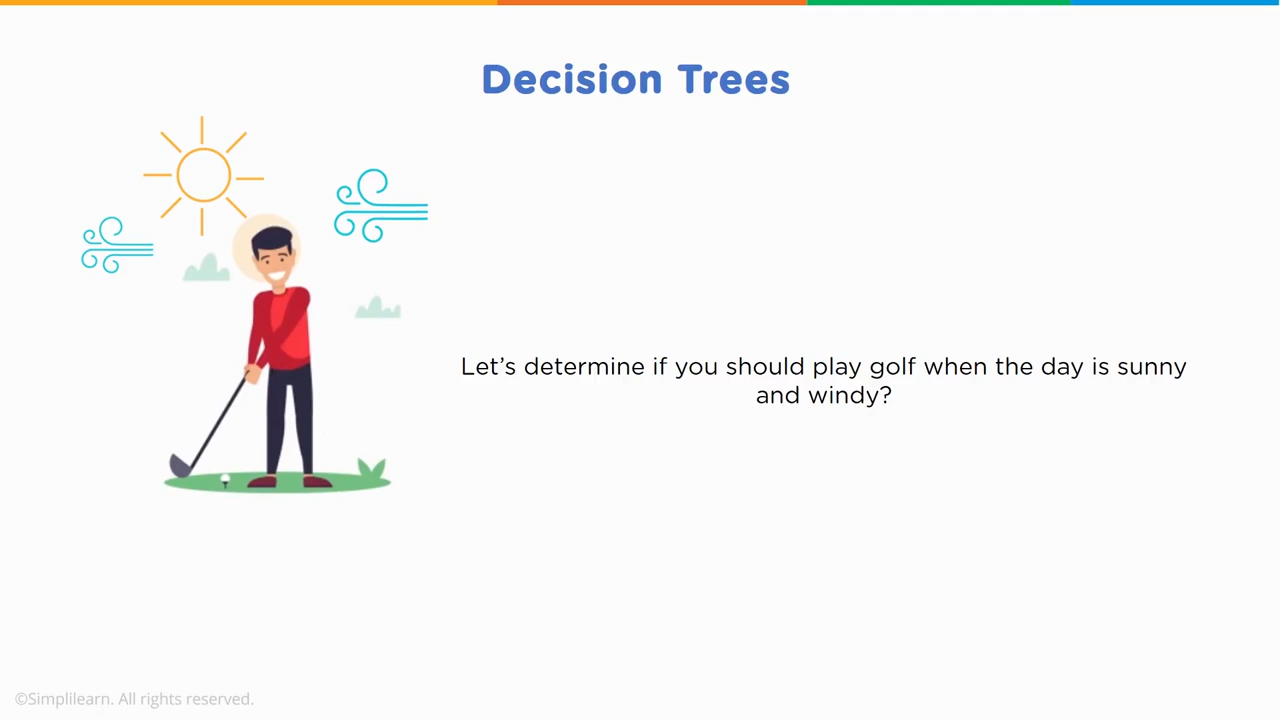 Decision Trees
Let’s determine if you should play golf when the day is sunny
and windy?
©Simplilearn. All rights reserved.